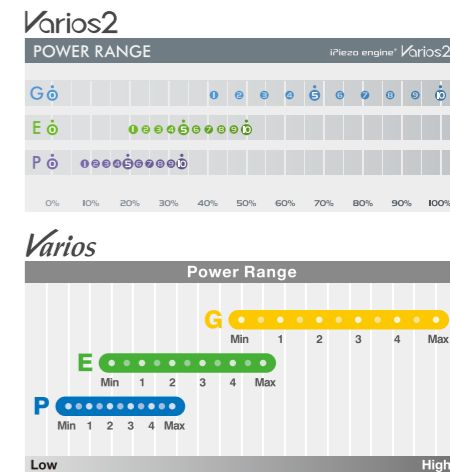 Varios2
POWER RANGE iPiezo engine® Varios2
G 0 1 2 3 4 5 6 7 8 9 10
E 0 1 2 3 4 5 6 7 8 9 10
P 0 1 2 3 4 5 6 7 8 9 10
0% 10% 20% 30% 40% 50% 60% 70% 80% 90% 100%
Varios
Power Range
G
Min 1 2 3 4 Max
E
Min 1 2 3 4 Max
P
Min 1 2 3 4 Max
Low High